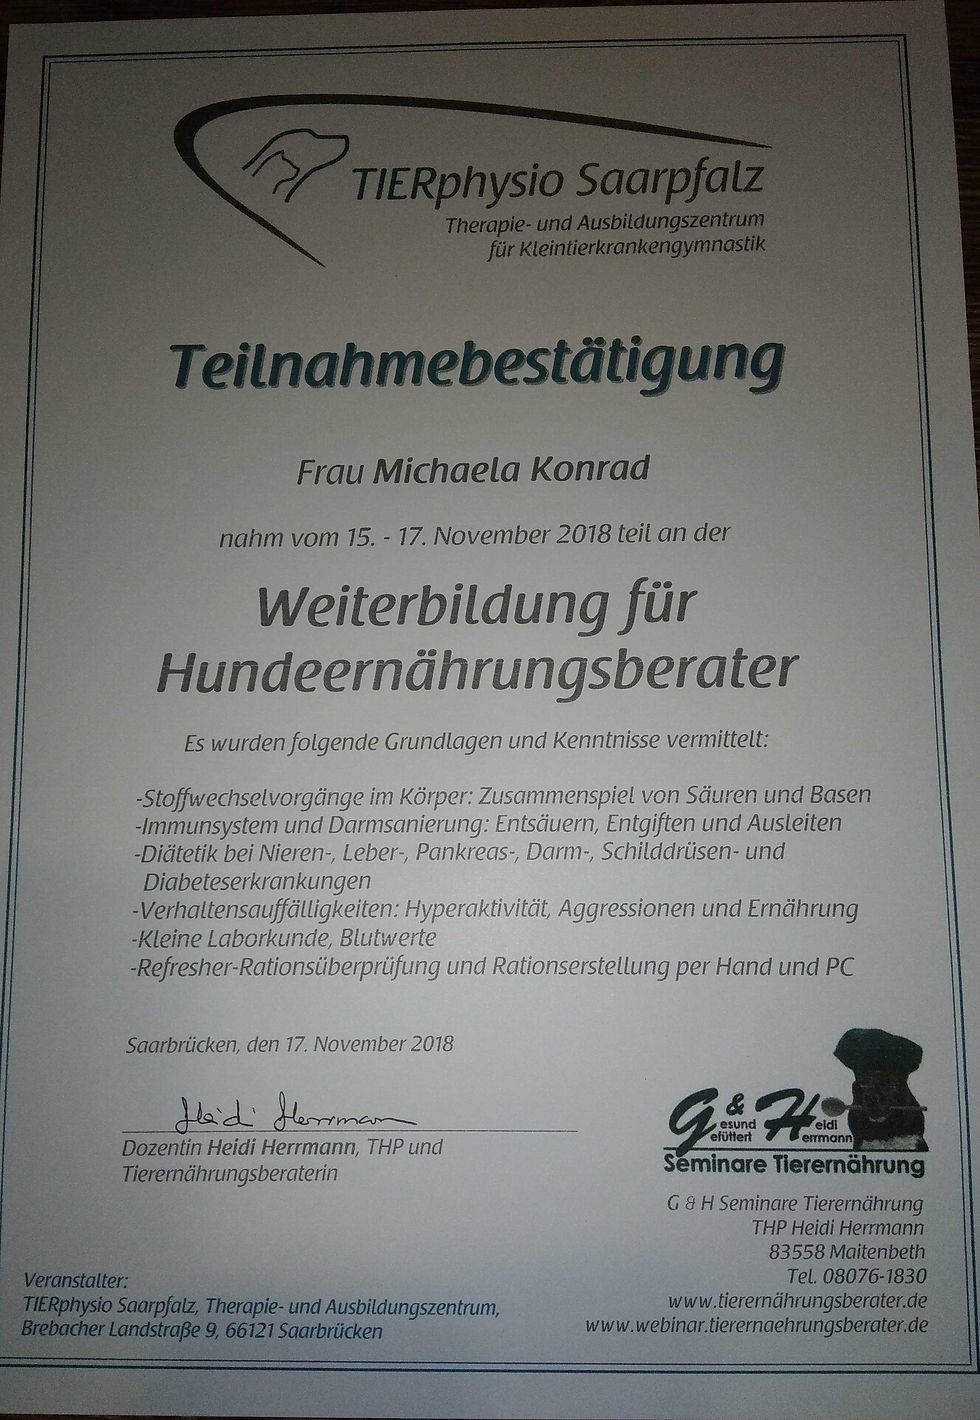 TIERphysio Saarpfalz
Therapie- und Ausbildungszentrum
für Kleintierkrankengymnastik
Teilnahmebestätigung
Frau Michaela Konrad
nahm vom 15. - 17. November 2018 teil an der
Weiterbildung für
Hundeernährungsberater
Es wurden folgende Grundlagen und Kenntnisse vermittelt:
-Stoffwechselvorgänge im Körper: Zusammenspiel von Säuren und Basen
-Immunsystem und Darmsanierung: Entsäuern, Entgiften und Ausleiten
-Diätetik bei Nieren-, Leber-, Pankreas-, Darm-, Schilddrüsen- und
Diabeteserkrankungen
-Verhaltensauffälligkeiten: Hyperaktivität, Aggressionen und Ernährung
-Kleine Laborkunde, Blutwerte
-Refresher-Rationsüberprüfung und Rationserstellung per Hand und PC
Saarbrücken, den 17. November 2018
Heidi Herrmann
Dozentin Heidi Herrmann, THP und
Tierernährungsberaterin
G & H
esund eidi
efüttert errmann
Seminare Tierernährung
G & H Seminare Tierernährung
THP Heidi Herrmann
83558 Maitenbeth
Tel. 08076-1830
www.tierernährungsberater.de
www.webinar.tierernaehrungsberater.de
Veranstalter:
TIERphysio Saarpfalz, Therapie- und Ausbildungszentrum,
Brebacher Landstraße 9, 66121 Saarbrücken